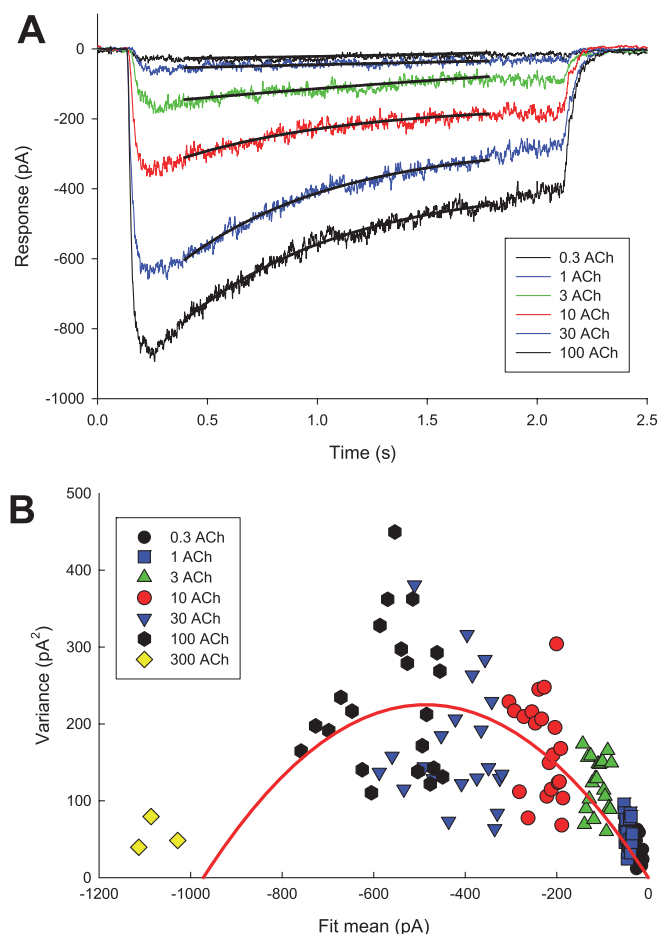 A
0
-200
-400
-600
-800
-1000
Response (pA)
0.3 ACh
1 ACh
3 ACh
10 ACh
30 ACh
100 ACh
0.0 0.5 1.0 1.5 2.0 2.5
Time (s)
B
500
400
300
200
100
0
Variance (pA²)
0.3 ACh
1 ACh
3 ACh
10 ACh
30 ACh
100 ACh
300 ACh
-1200 -1000 -800 -600 -400 -200 0
Fit mean (pA)